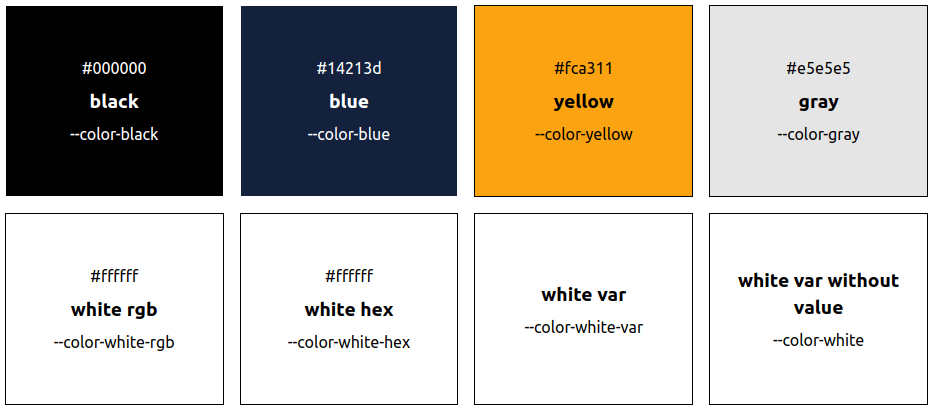 #000000
black
--color-black
#14213d
blue
--color-blue
#fca311
yellow
--color-yellow
#e5e5e5
gray
--color-gray
#ffffff
white rgb
--color-white-rgb
#ffffff
white hex
--color-white-hex
white var
--color-white-var
white var without
value
--color-white